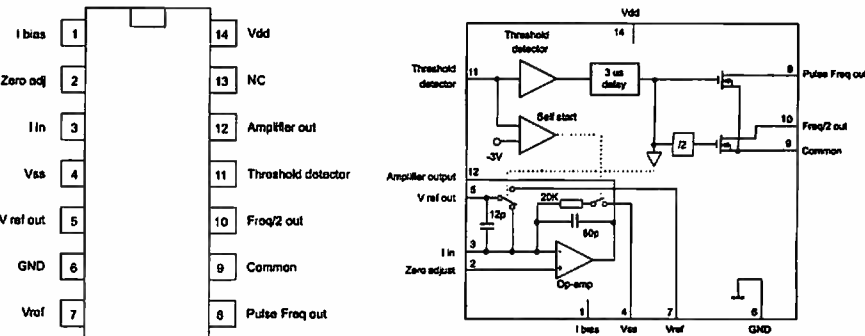 I bias 1 14 Vdd
Zero adj 2 13 NC
I in 3 12 Amplifier out
Vss 4 11 Threshold detector
V ref out 5 10 Freq/2 out
GND 6 9 Common
Vref 7 8 Pulse Freq out
Vdd
14
Threshold
detector
Threshold
detector
11
3 us
delay
8 Pulse Freq out
Self start
-3V
/2
10
Freq/2 out
9
Common
12
Amplifier output
5
V ref out
12p
20K
60p
3
I in
2
Zero adjust
Op-amp
1 4 7 6
I bias Vss Vref GND